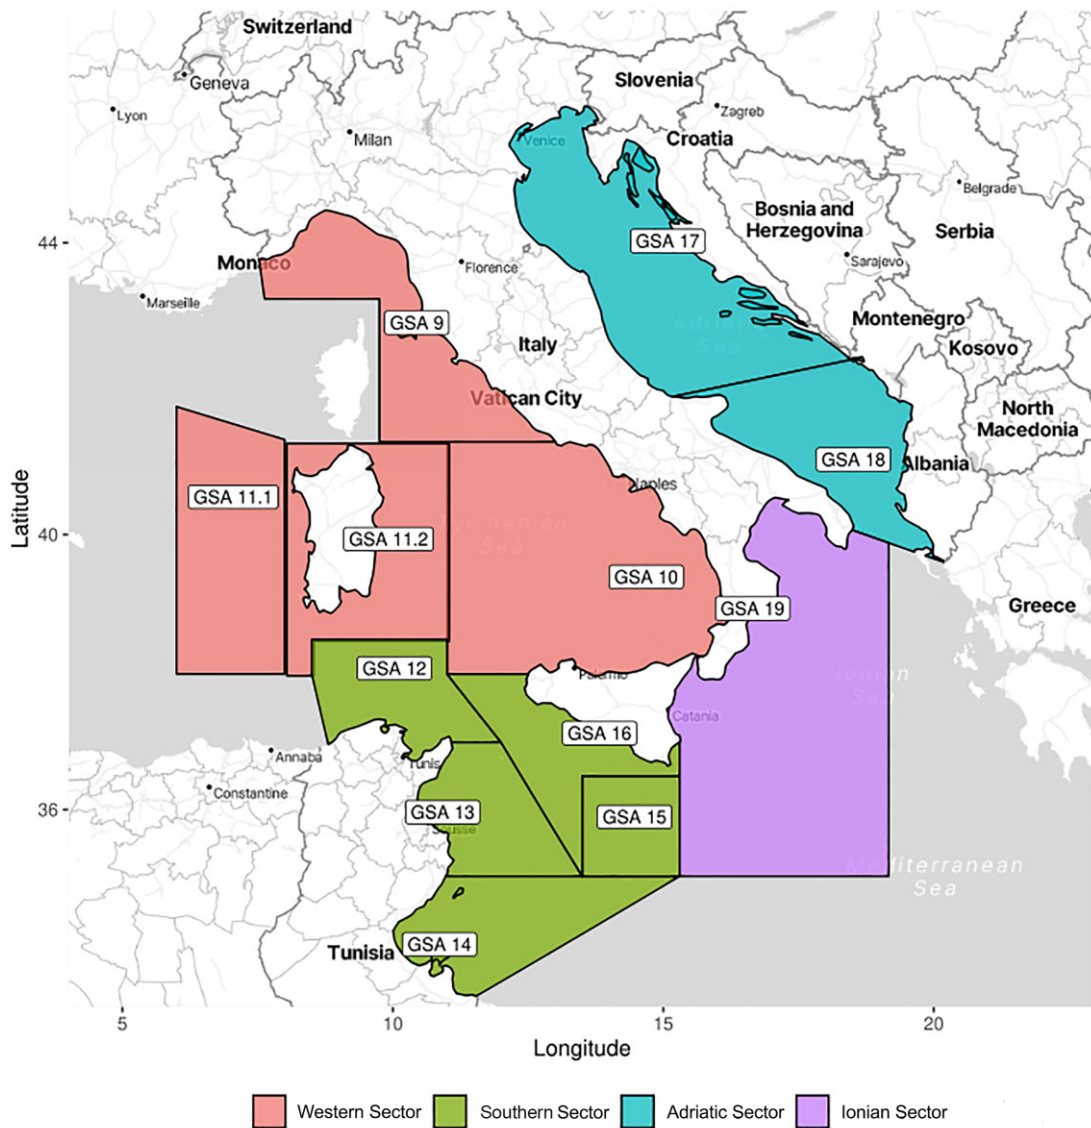 Switzerland
Geneva
Lyon
Milan
Slovenia
Zagreb
Venice
Croatia
Belgrade
Bosnia and
Herzegovina
Serbia
Sarajevo
GSA 17
44
Monaco
Florence
Marseille
GSA 9
Montenegro
Kosovo
Italy
Vatican City
North
Macedonia
GSA 18
Albania
GSA 11.1
Naples
Latitude
40
GSA 11.2
Tyrrhenian
Sea
Adriatic
Sea
GSA 10
GSA 19
Greece
GSA 12
Palermo
Ionian
Sea
Catania
GSA 16
Annaba
Tunis
Constantine
36
GSA 13
Sousse
GSA 15
Mediterranean
Sea
Tunisia
GSA 14
5
10
15
20
Longitude
Western Sector
Southern Sector
Adriatic Sector
Ionian Sector